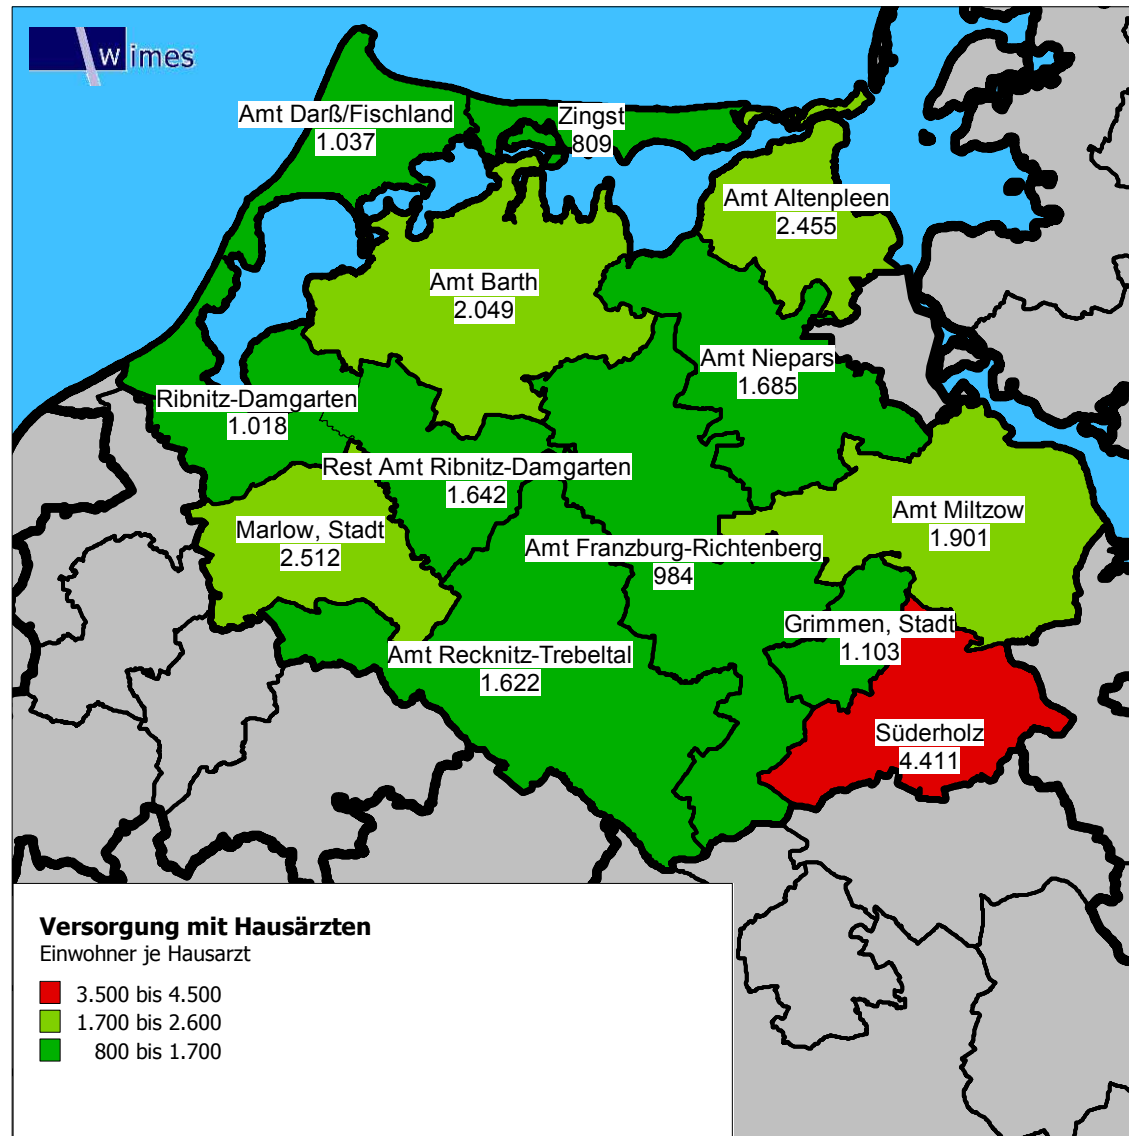 wimes
Amt Darß/Fischland
1.037
Zingst
809
Amt Altenpleen
2.455
Amt Barth
2.049
Amt Niepars
1.685
Ribnitz-Damgarten
1.018
Rest Amt Ribnitz-Damgarten
1.642
Marlow, Stadt
2.512
Amt Miltzow
1.901
Amt Franzburg-Richtenberg
984
Grimmen, Stadt
1.103
Amt Recknitz-Trebeltal
1.622
Süderholz
4.411
Versorgung mit Hausärzten
Einwohner je Hausarzt
3.500 bis 4.500
1.700 bis 2.600
800 bis 1.700